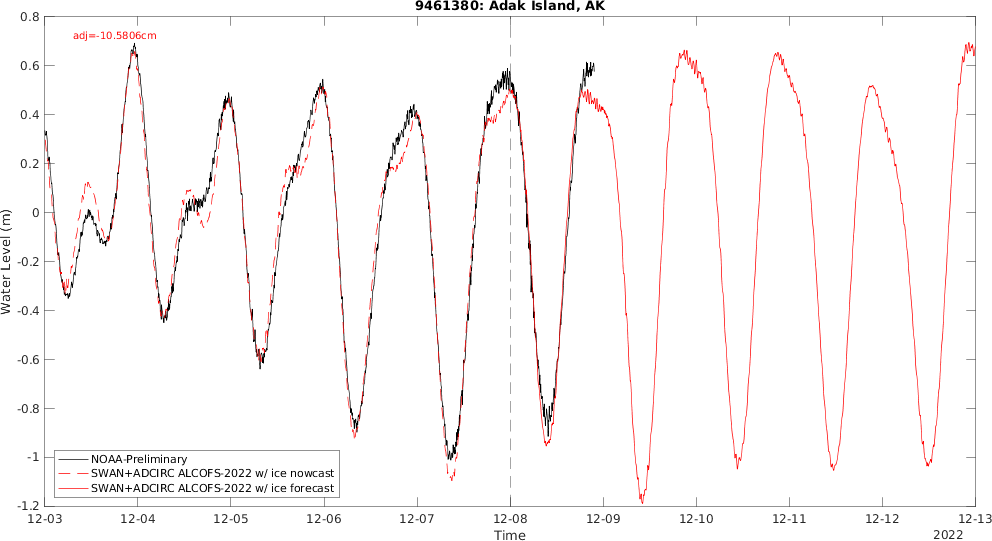 9461380: Adak Island, AK
adj=-10.5806cm
Water Level (m)
0.8
0.6
0.4
0.2
0
-0.2
-0.4
-0.6
-0.8
-1
-1.2
NOAA-Preliminary
SWAN+ADCIRC ALCOFS-2022 w/ ice nowcast
SWAN+ADCIRC ALCOFS-2022 w/ ice forecast
12-03 12-04 12-05 12-06 12-07 12-08 12-09 12-10 12-11 12-12 12-13
Time
2022